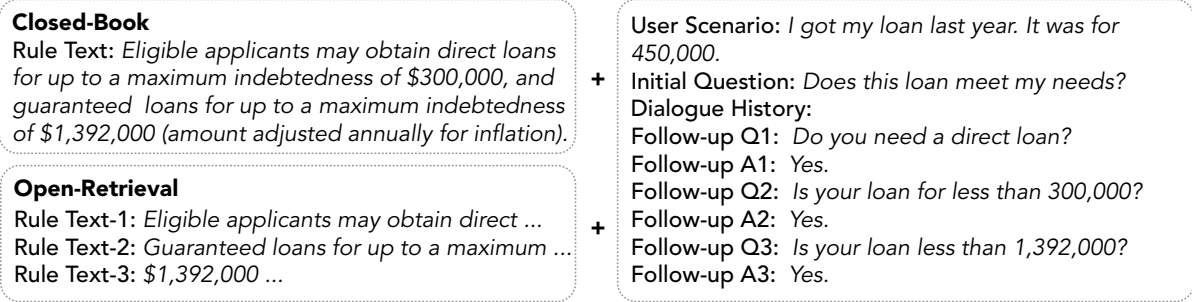 Closed-Book
Rule Text: Eligible applicants may obtain direct loans
for up to a maximum indebtedness of $300,000, and
guaranteed loans for up to a maximum indebtedness
of $1,392,000 (amount adjusted annually for inflation).
Open-Retrieval
Rule Text-1: Eligible applicants may obtain direct ...
Rule Text-2: Guaranteed loans for up to a maximum ...
Rule Text-3: $1,392,000 ...
+
+
User Scenario: I got my loan last year. It was for
450,000.
Initial Question: Does this loan meet my needs?
Dialogue History:
Follow-up Q1: Do you need a direct loan?
Follow-up A1: Yes.
Follow-up Q2: Is your loan for less than 300,000?
Follow-up A2: Yes.
Follow-up Q3: Is your loan less than 1,392,000?
Follow-up A3: Yes.